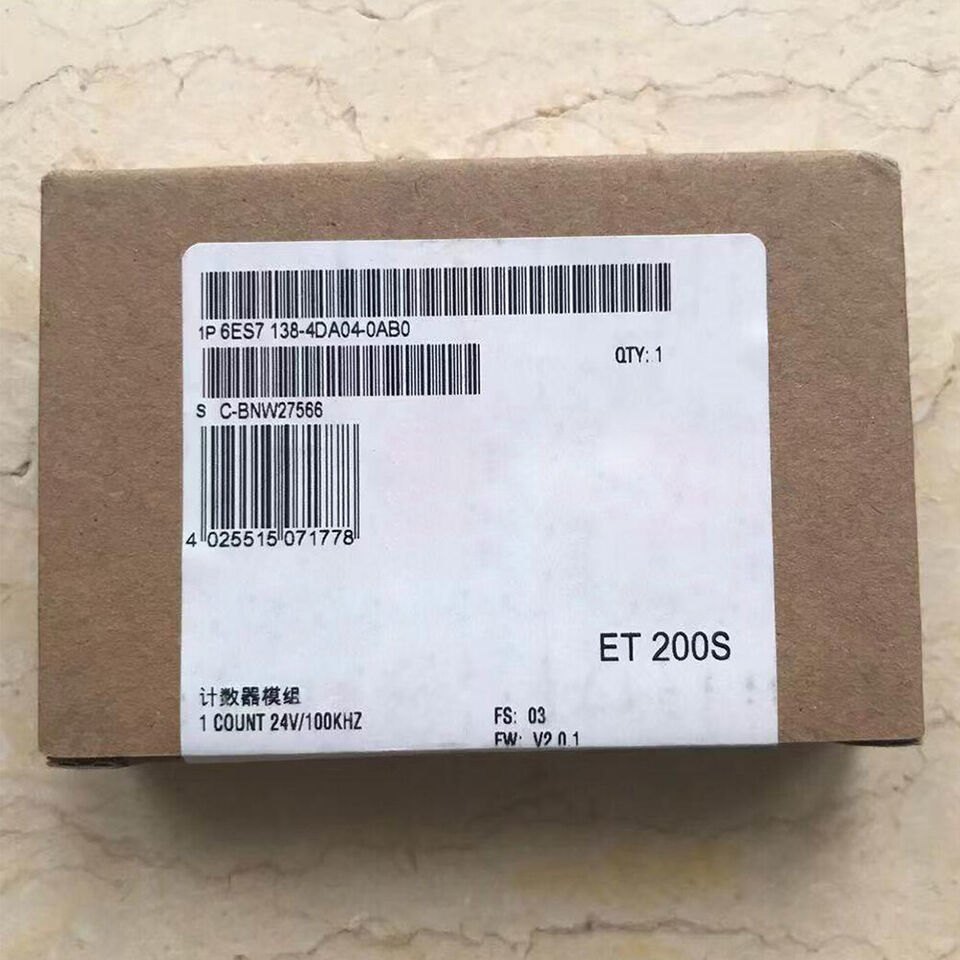 1P 6ES7 138-4DA04-0AB0
QTY: 1
S C-BNW27566
4 025515 071778
ET 200S
计数器模组
1 COUNT 24V/100KHZ
FS: 03
FW: V2.0.1